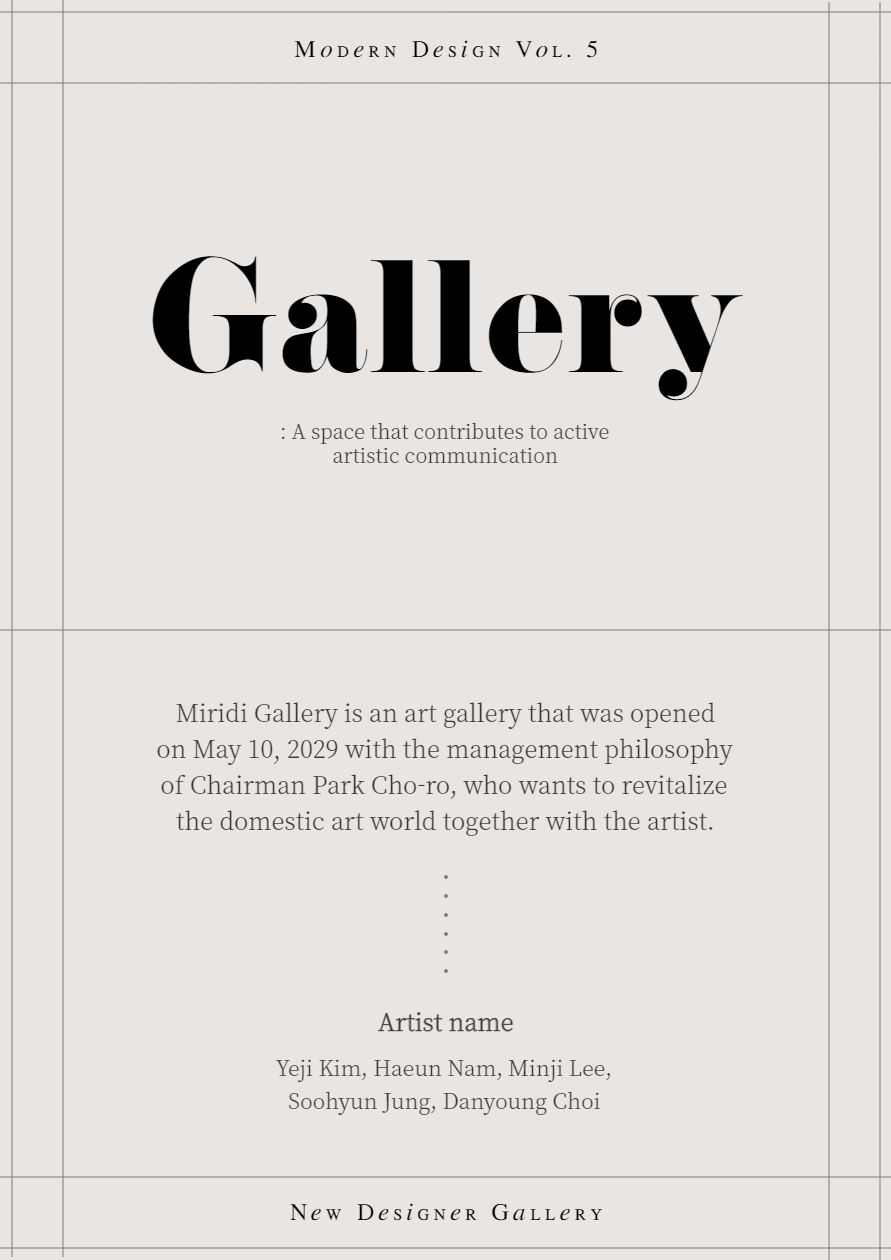 Modern Design Vol. 5
Gallery
: A space that contributes to active
artistic communication
Miridi Gallery is an art gallery that was opened
on May 10, 2029 with the management philosophy
of Chairman Park Cho-ro, who wants to revitalize
the domestic art world together with the artist.
Artist name
Yeji Kim, Haeun Nam, Minji Lee,
Soohyun Jung, Danyoung Choi
New Designer Gallery